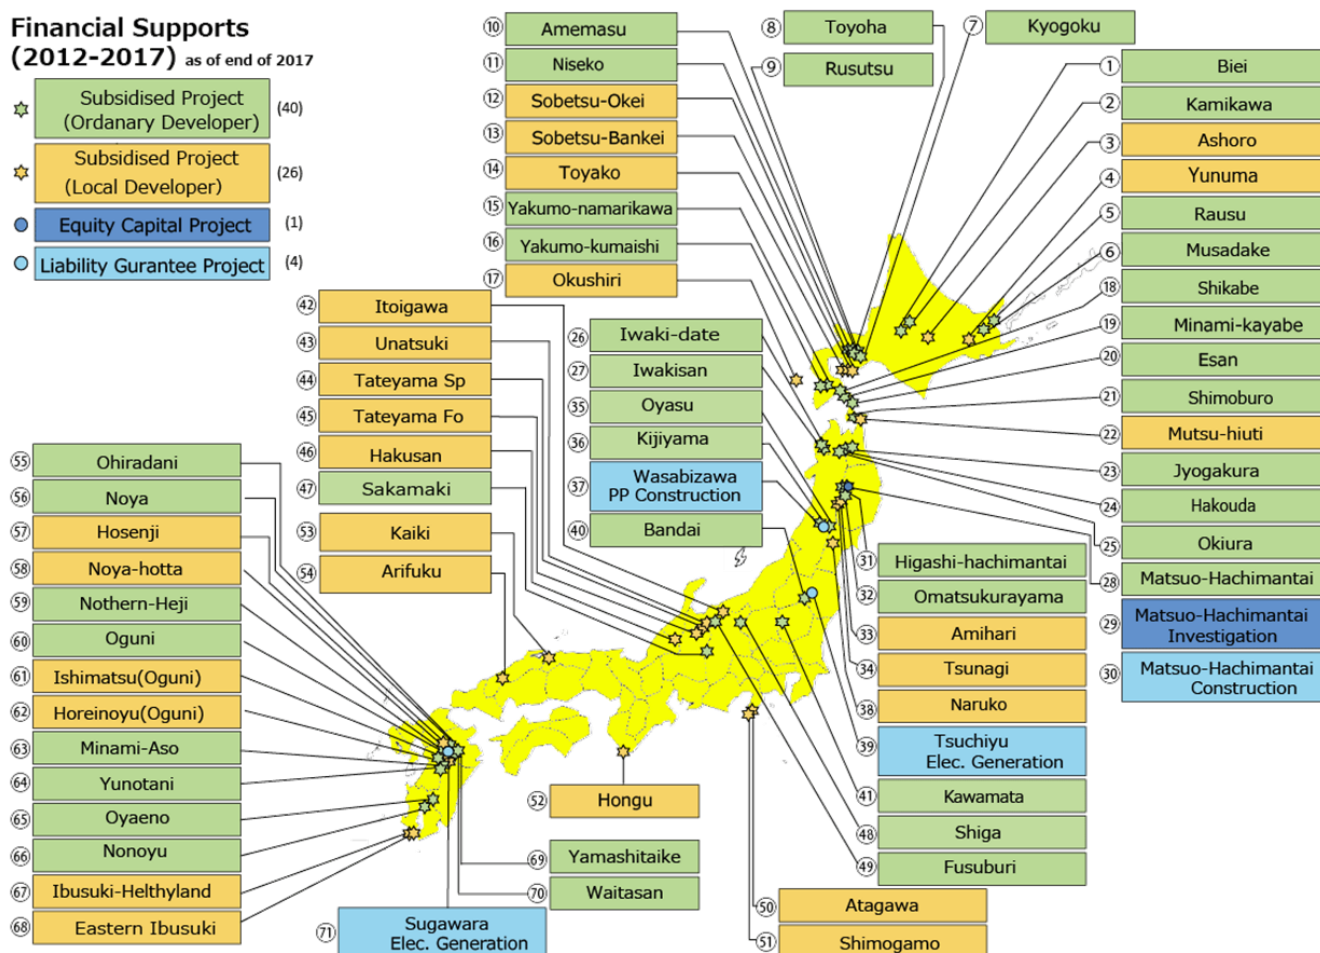 Financial Supports
(2012-2017) as of end of 2017
Subsidised Project
(Ordanary Developer)
(40)
Subsidised Project
(Local Developer)
(26)
Equity Capital Project
(1)
Liability Gurantee Project
(4)
10 Amemasu
11 Niseko
12 Sobetsu-Okei
13 Sobetsu-Bankei
14 Toyako
15 Yakumo-namarikawa
16 Yakumo-kumaishi
17 Okushiri
8 Toyoha
9 Rusutsu
7 Kyogoku
1 Biei
2 Kamikawa
3 Ashoro
4 Yunuma
5 Rausu
6 Musadake
18 Shikabe
19 Minami-kayabe
20 Esan
21 Shimoburo
22 Mutsu-hiuti
23 Jyogakura
24 Hakouda
25 Okiura
28 Matsuo-Hachimantai
29 Matsuo-Hachimantai
Investigation
30 Matsuo-Hachimantai
Construction
42 Itoigawa
43 Unatsuki
44 Tateyama Sp
45 Tateyama Fo
46 Hakusan
47 Sakamaki
53 Kaiki
54 Arifuku
26 Iwaki-date
27 Iwakisan
35 Oyasu
36 Kijiyama
37 Wasabizawa
PP Construction
40 Bandai
31 Higashi-hachimantai
32 Omatsukurayama
33 Amihari
34 Tsunagi
38 Naruko
39 Tsuchiyu
Elec. Generation
41 Kawamata
48 Shiga
49 Fusuburi
55 Ohiradani
56 Noya
57 Hosenji
58 Noya-hotta
59 Nothern-Heji
60 Oguni
61 Ishimatsu(Oguni)
62 Horeinoyu(Oguni)
63 Minami-Aso
64 Yunotani
65 Oyaeno
66 Nonoyu
67 Ibusuki-Helthyland
68 Eastern Ibusuki
52 Hongu
69 Yamashitaike
70 Waitasan
71 Sugawara
Elec. Generation
50 Atagawa
51 Shimogamo